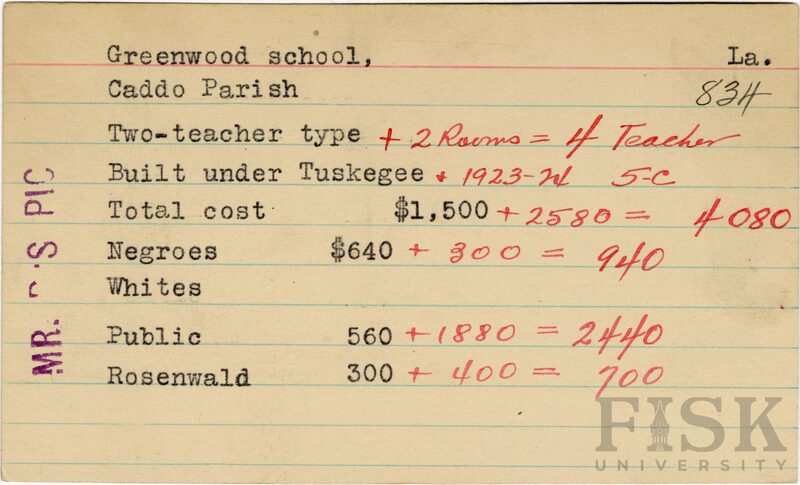 Greenwood school, La.
Caddo Parish 834
Two-teacher type + 2 Rooms = 4 Teacher
Built under Tuskegee + 1923-24 5-C
Total cost $1,500 + 2580 = 4080
Negroes $640 + 300 = 940
Whites
Public 560 + 1880 = 2440
Rosenwald 300 + 400 = 700
MR. 'S PIC
FISK
UNIVERSITY